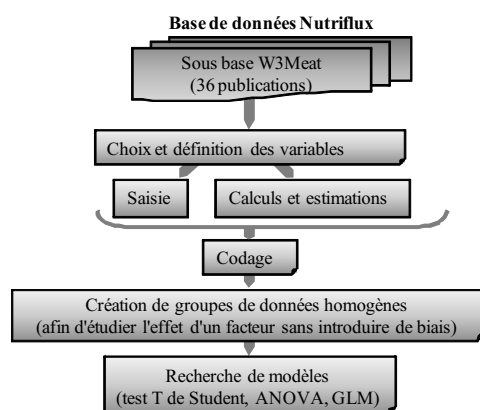 Base de données Nutriflux
Sous base W3Meat
(36 publications)
Choix et définition des variables
Saisie
Calculs et estimations
Codage
Création de groupes de données homogènes
(afin d'étudier l'effet d'un facteur sans introduire de biais)
Recherche de modèles
(test T de Student, ANOVA, GLM)